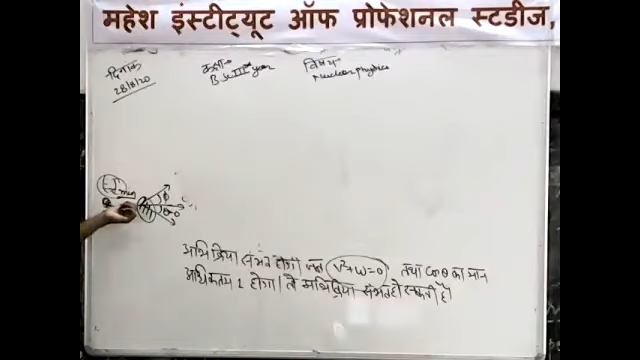 महेश इंस्टीट्यूट ऑफ प्रोफेशनल स्टडीज,
दिनांक कक्षा- विषय-
28/8/20 B.Sc III year Nuclear physics
अभिक्रिया संभव होगी जब V²+W=0 तथा Cosθ का मान
अधिकतम 1 होगा। तो अभिक्रिया संभव हो सकती है।